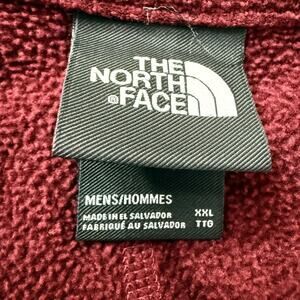 THE
NORTH
FACE
®
MENS/HOMMES
MADE IN EL SALVADOR XXL
FABRIQUÉ AU SALVADOR TTG